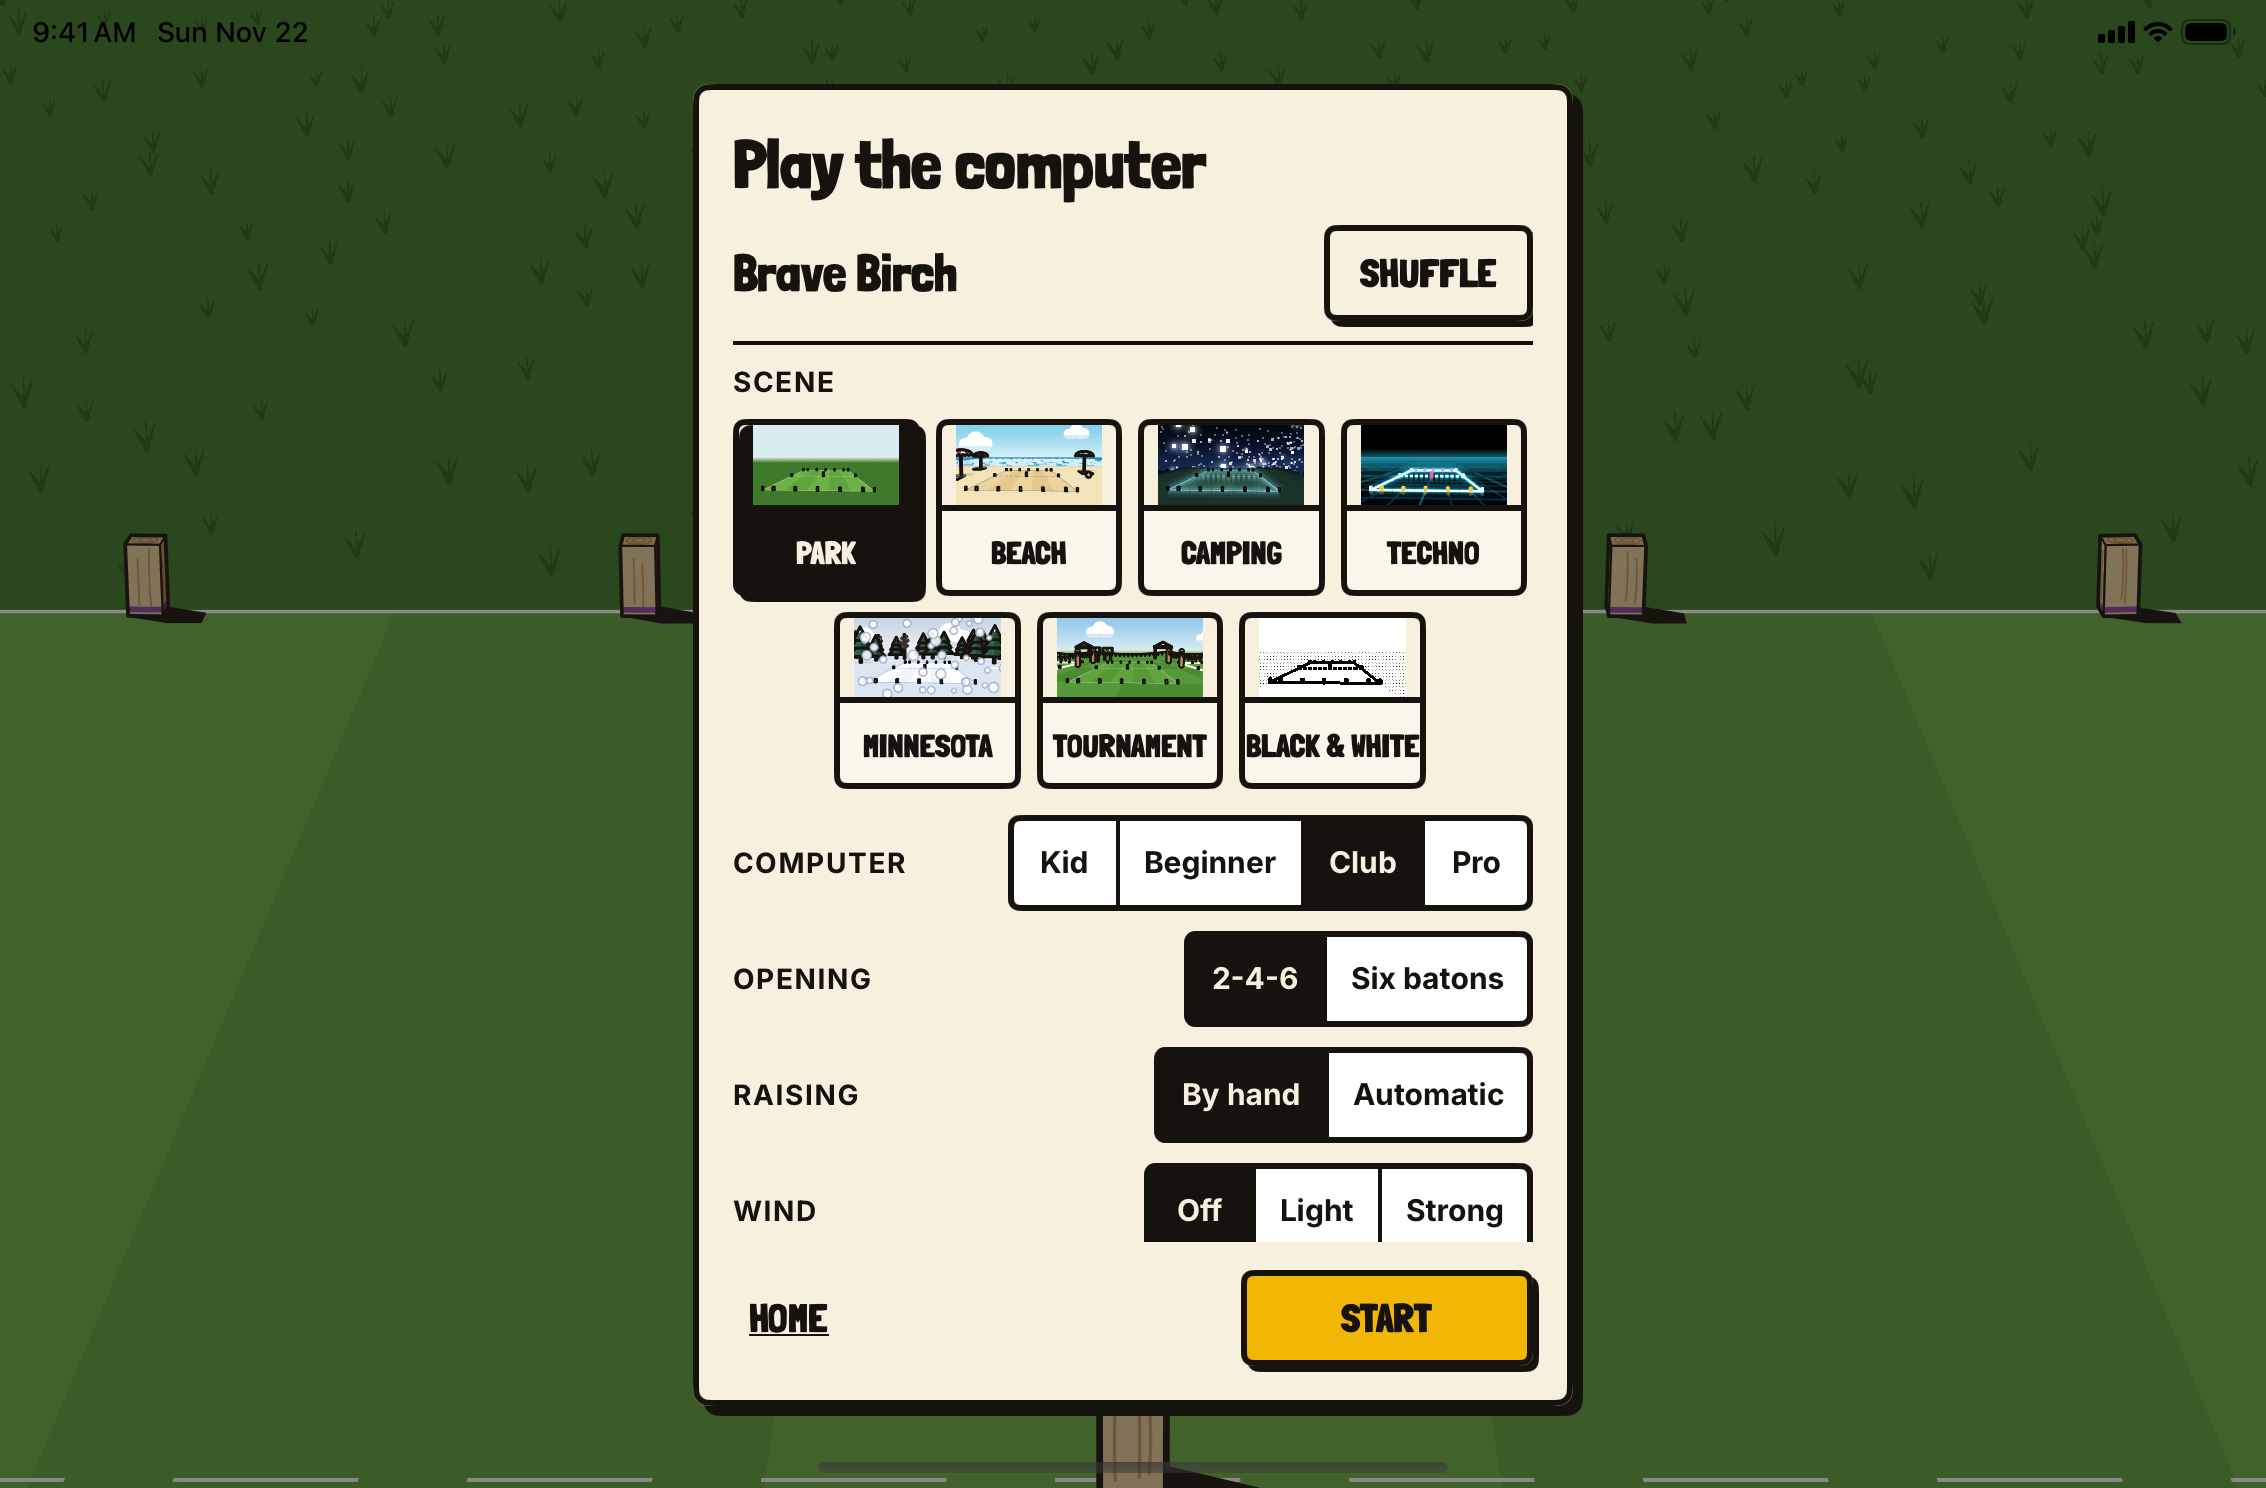 9:41 AM Sun Nov 22
Play the computer
Brave Birch
SHUFFLE
SCENE
PARK
BEACH
CAMPING
TECHNO
MINNESOTA
TOURNAMENT
BLACK & WHITE
COMPUTER
Kid
Beginner
Club
Pro
OPENING
2-4-6
Six batons
RAISING
By hand
Automatic
WIND
Off
Light
Strong
HOME
START